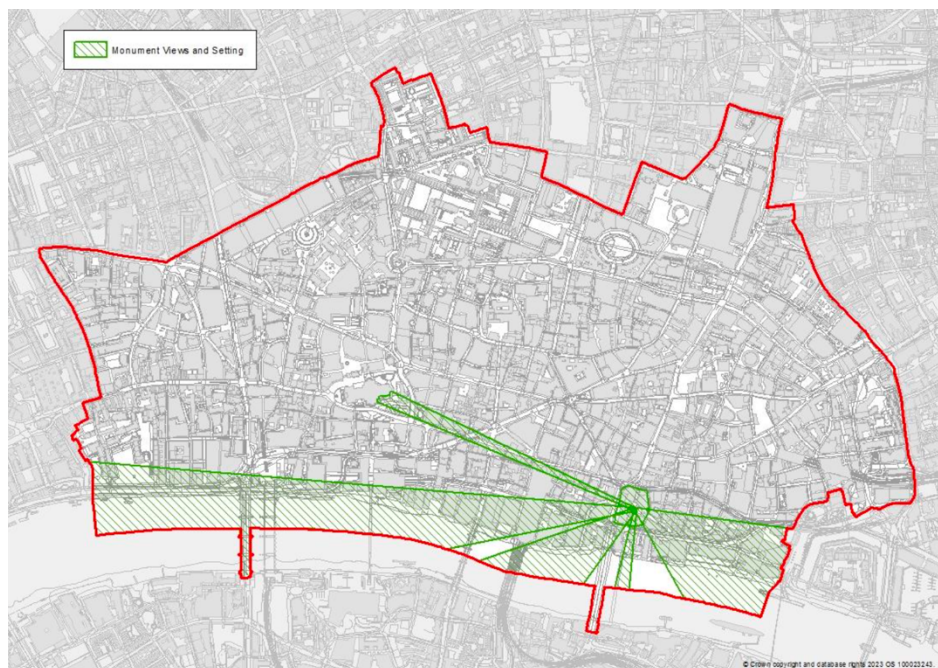 Monument Views and Setting
© Crown copyright and database rights 2023 OS 100023243.